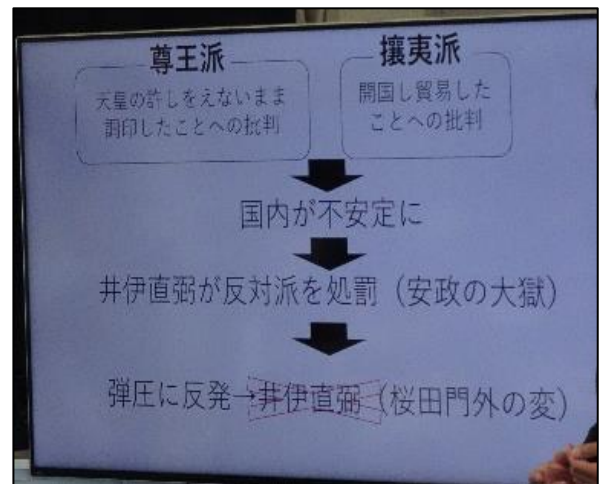 尊王派
天皇の許しをえないまま
調印したことへの批判
攘夷派
開国し貿易した
ことへの批判
国内が不安定に
井伊直弼が反対派を処罰（安政の大獄）
弾圧に反発→井伊直弼（桜田門外の変）